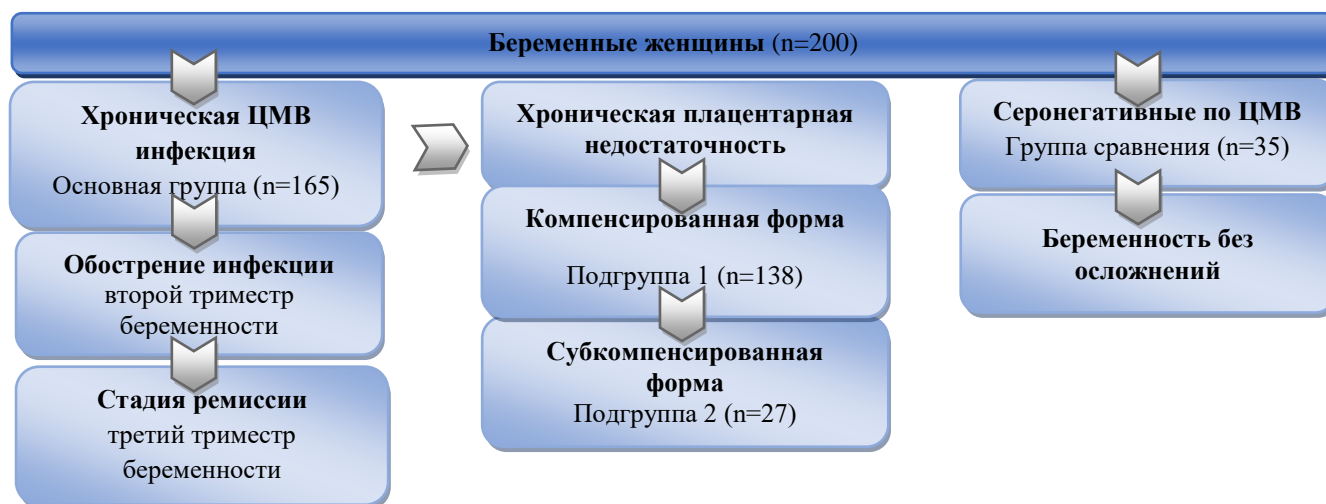 Беременные женщины (n=200)
Хроническая ЦМВ
инфекция
Основная группа (n=165)
Обострение инфекции
второй триместр
беременности
Стадия ремиссии
третий триместр
беременности
Хроническая плацентарная
недостаточность
Компенсированная форма
Подгруппа 1 (n=138)
Субкомпенсированная
форма
Подгруппа 2 (n=27)
Серонегативные по ЦМВ
Группа сравнения (n=35)
Беременность без
осложнений